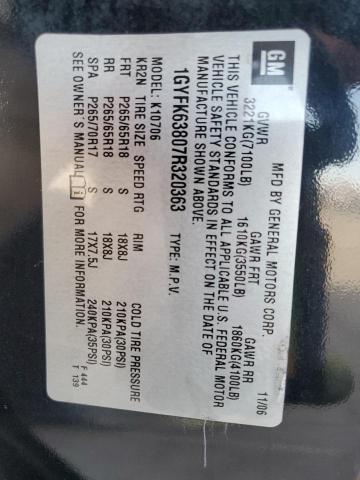 GM
MFD BY GENERAL MOTORS CORP. 11/06
GVWR GAWR FRT GAWR RR
3221KG(7100LB) 1610KG(3550LB) 1860KG(4100LB)
THIS VEHICLE CONFORMS TO ALL APPLICABLE U.S. FEDERAL MOTOR
VEHICLE SAFETY STANDARDS IN EFFECT ON THE DATE OF
MANUFACTURE SHOWN ABOVE.
1GYFK63807R320363 TYPE: M.P.V.
MODEL: K10706
KR2N TIRE SIZE SPEED RTG RIM COLD TIRE PRESSURE
FRT P265/65R18 S 18X8J 210KPA(30PSI)
RR P265/65R18 S 18X8J 210KPA(30PSI)
SPA P265/70R17 S 17X7.5J 240KPA(35PSI)
SEE OWNER'S MANUAL FOR MORE INFORMATION.
F 444
T 139